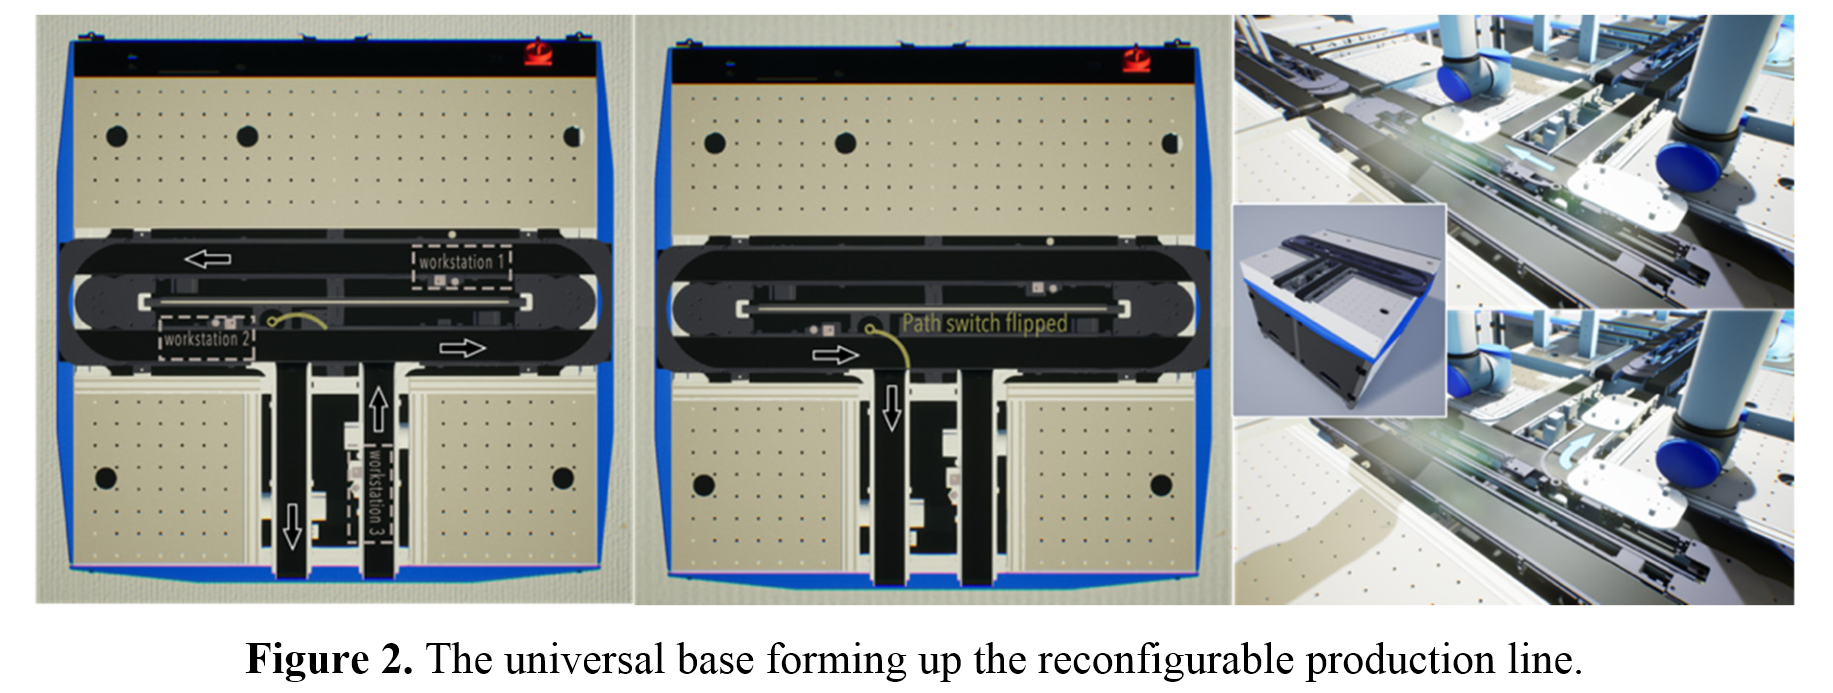 workstation 1
workstation 2
workstation 3
Path switch flipped
Figure 2. The universal base forming up the reconfigurable production line.